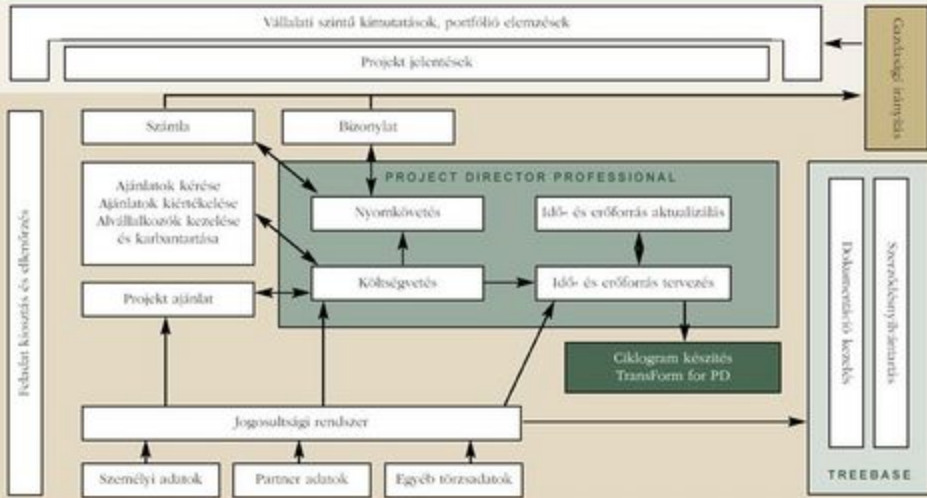 Vállalati szintű kimutatások, portfólió elemzések
Projekt jelentések
Gazdasági irányítás
Számla
Bizonylat
Feladat kiosztás és ellenőrzés
Ajánlatok kérése
Ajánlatok kiértékelése
Alvállalkozók kezelése
és karbantartása
PROJECT DIRECTOR PROFESSIONAL
Nyomkövetés
Idő- és erőforrás aktualizálás
Költségvetés
Idő- és erőforrás tervezés
Projekt ajánlat
Ciklogram készítés
TransForm for PD
Dokumentáció kezelés
Szerződésnyilvántartás
Jogosultsági rendszer
Személyi adatok
Partner adatok
Egyéb törzsadatok
TREEBASE